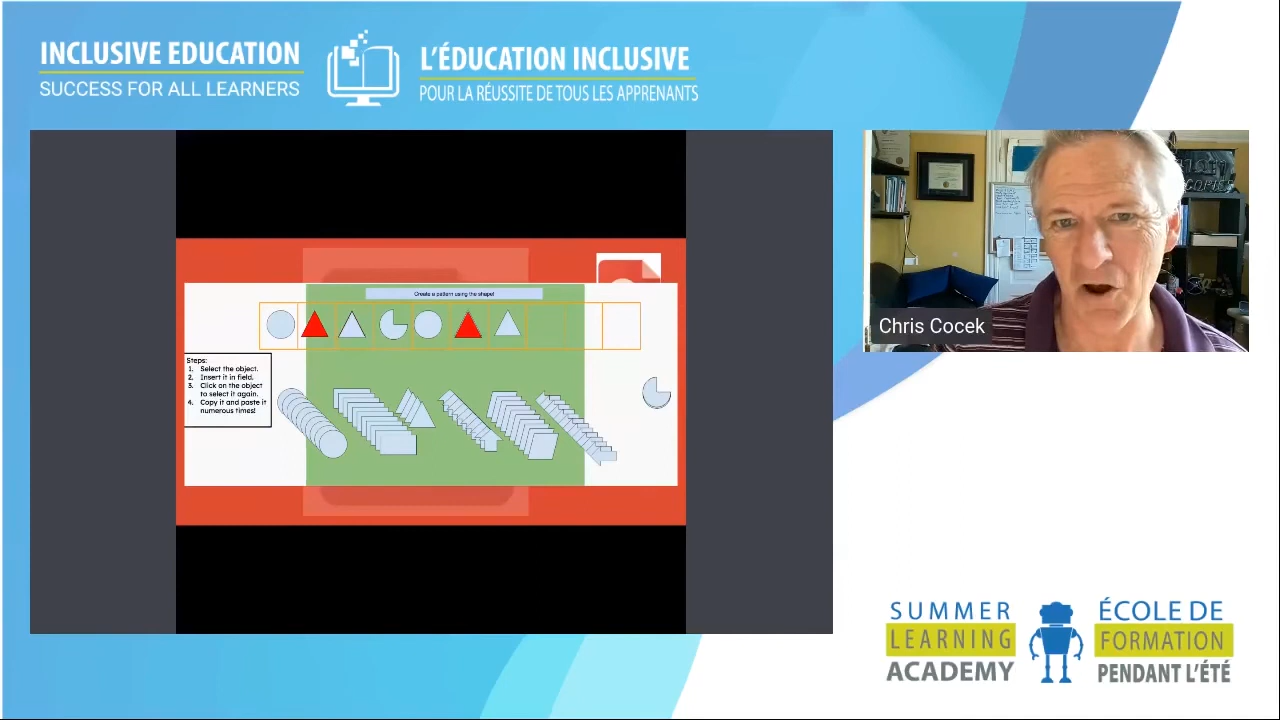 INCLUSIVE EDUCATION
SUCCESS FOR ALL LEARNERS
L'ÉDUCATION INCLUSIVE
POUR LA RÉUSSITE DE TOUS LES APPRENANTS
Create a pattern using the shape!
Steps:
1. Select the object.
2. Insert it in field.
3. Click on the object
to select it again.
4. Copy it and paste it
numerous times!
Chris Cocek
SUMMER
LEARNING
ACADEMY
ÉCOLE DE
FORMATION
PENDANT L'ÉTÉ